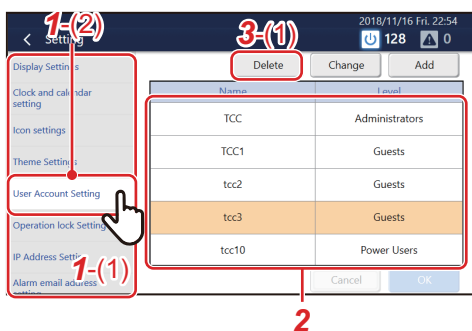 2018/11/16 Fri. 22:54
Setting
128
0
1-(2)
3-(1)
Display Settings
Clock and calendar
setting
Icon settings
Theme Settings
User Account Setting
Operation lock Setting
IP Address Setting
Alarm email address
setting
1-(1)
Delete
Change
Add
Name Level
TCC Administrators
TCC1 Guests
tcc2 Guests
tcc3 Guests
tcc10 Power Users
Cancel
OK
2